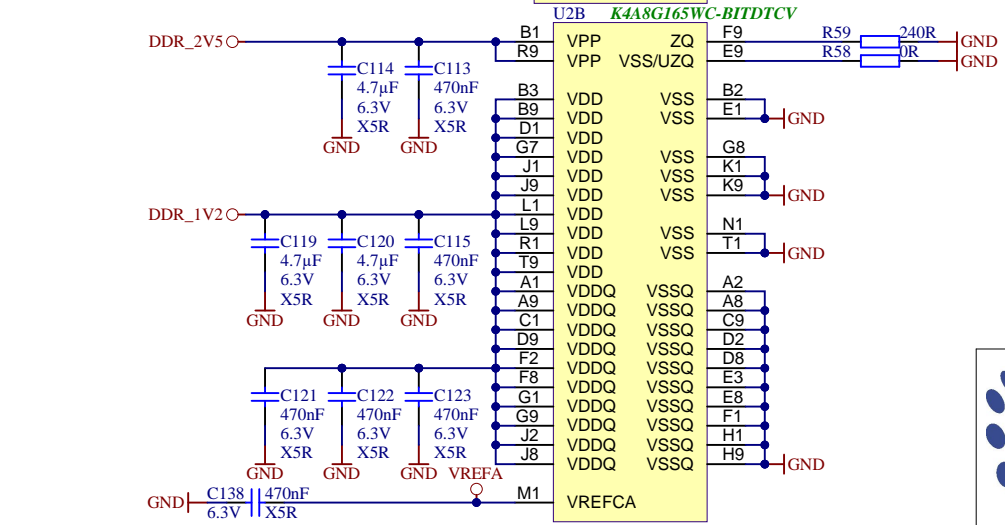 U2B K4A8G165WC-BITDTCV
DDR_2V5 B1 VPP ZQ F9 R59 240R GND
R9 VPP VSS/UZQ E9 R58 0R GND
C114 C113
4.7µF 470nF
6.3V 6.3V
X5R X5R
GND GND
B3 VDD VSS B2
B9 VDD VSS E1 GND
D1 VDD
G7 VDD VSS G8
J1 VDD VSS K1
J9 VDD VSS K9 GND
DDR_1V2 L1 VDD
L9 VDD VSS N1
R1 VDD VSS T1 GND
T9 VDD
C119 C120 C115
4.7µF 4.7µF 470nF
6.3V 6.3V 6.3V
X5R X5R X5R
GND GND GND
A1 VDDQ VSSQ A2
A9 VDDQ VSSQ A8
C1 VDDQ VSSQ C9
D9 VDDQ VSSQ D2
F2 VDDQ VSSQ D8
F8 VDDQ VSSQ E3
G1 VDDQ VSSQ E8
G9 VDDQ VSSQ F1
J2 VDDQ VSSQ H1
J8 VDDQ VSSQ H9 GND
C121 C122 C123
470nF 470nF 470nF
6.3V 6.3V 6.3V
X5R X5R X5R
GND GND GND VREFA
GND C138 470nF M1 VREFCA
6.3V X5R